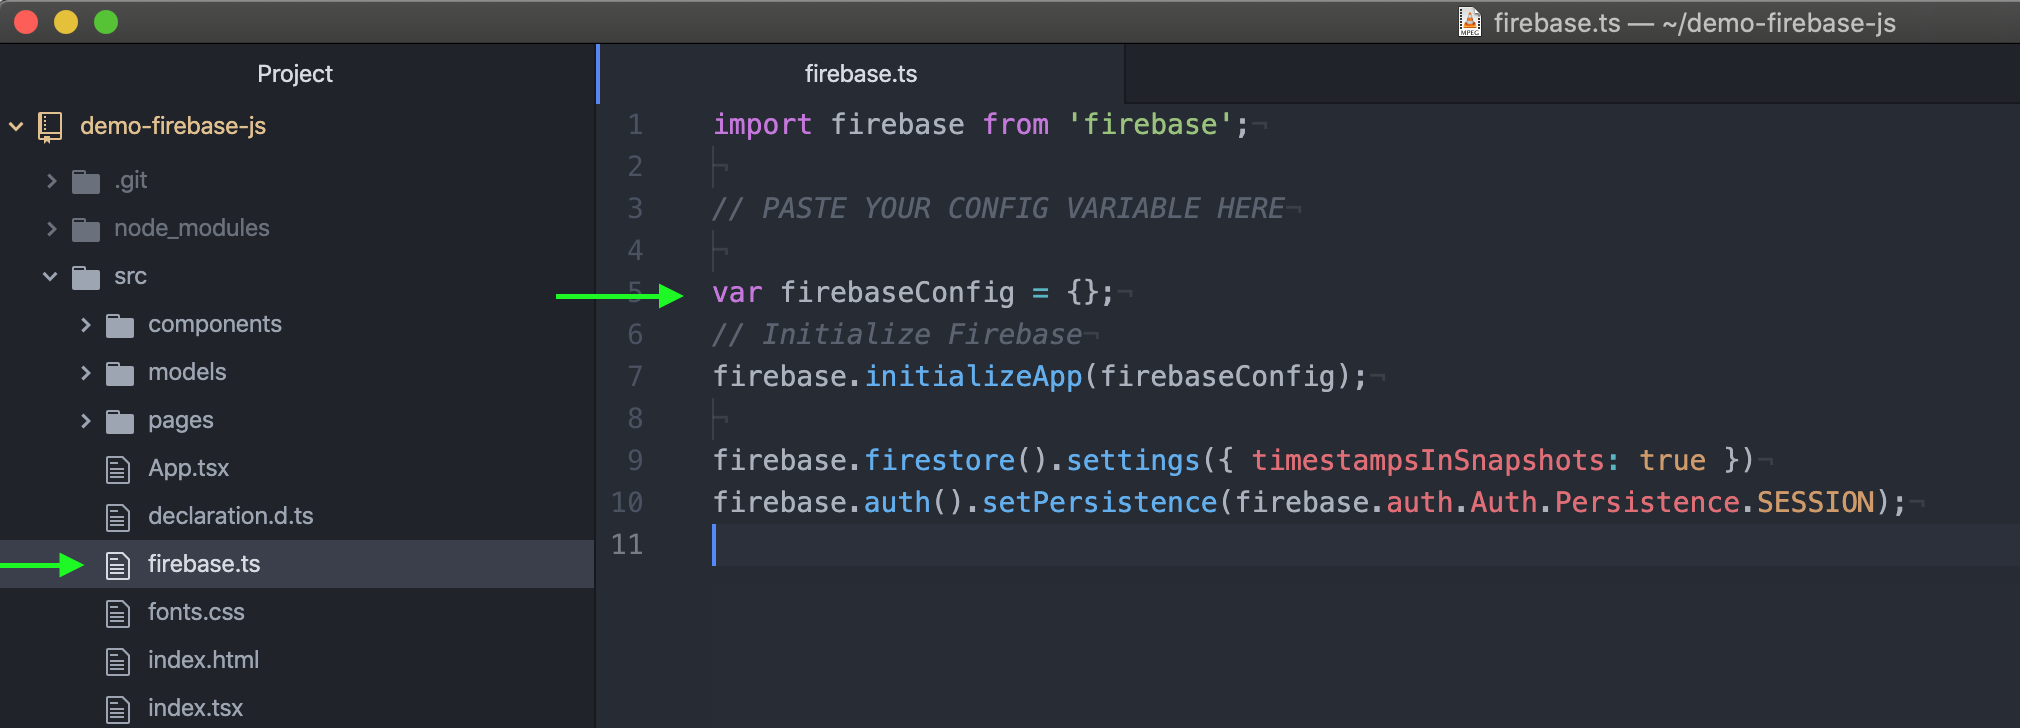 MPEG firebase.ts — ~/demo-firebase-js
Project
demo-firebase-js
.git
node_modules
src
components
models
pages
App.tsx
declaration.d.ts
firebase.ts
fonts.css
index.html
index.tsx
firebase.ts
1 import firebase from 'firebase';¬
2 ¬
3 // PASTE YOUR CONFIG VARIABLE HERE¬
4 ¬
5 var firebaseConfig = {};¬
6 // Initialize Firebase¬
7 firebase.initializeApp(firebaseConfig);¬
8 ¬
9 firebase.firestore().settings({ timestampsInSnapshots: true })¬
10 firebase.auth().setPersistence(firebase.auth.Auth.Persistence.SESSION);¬
11